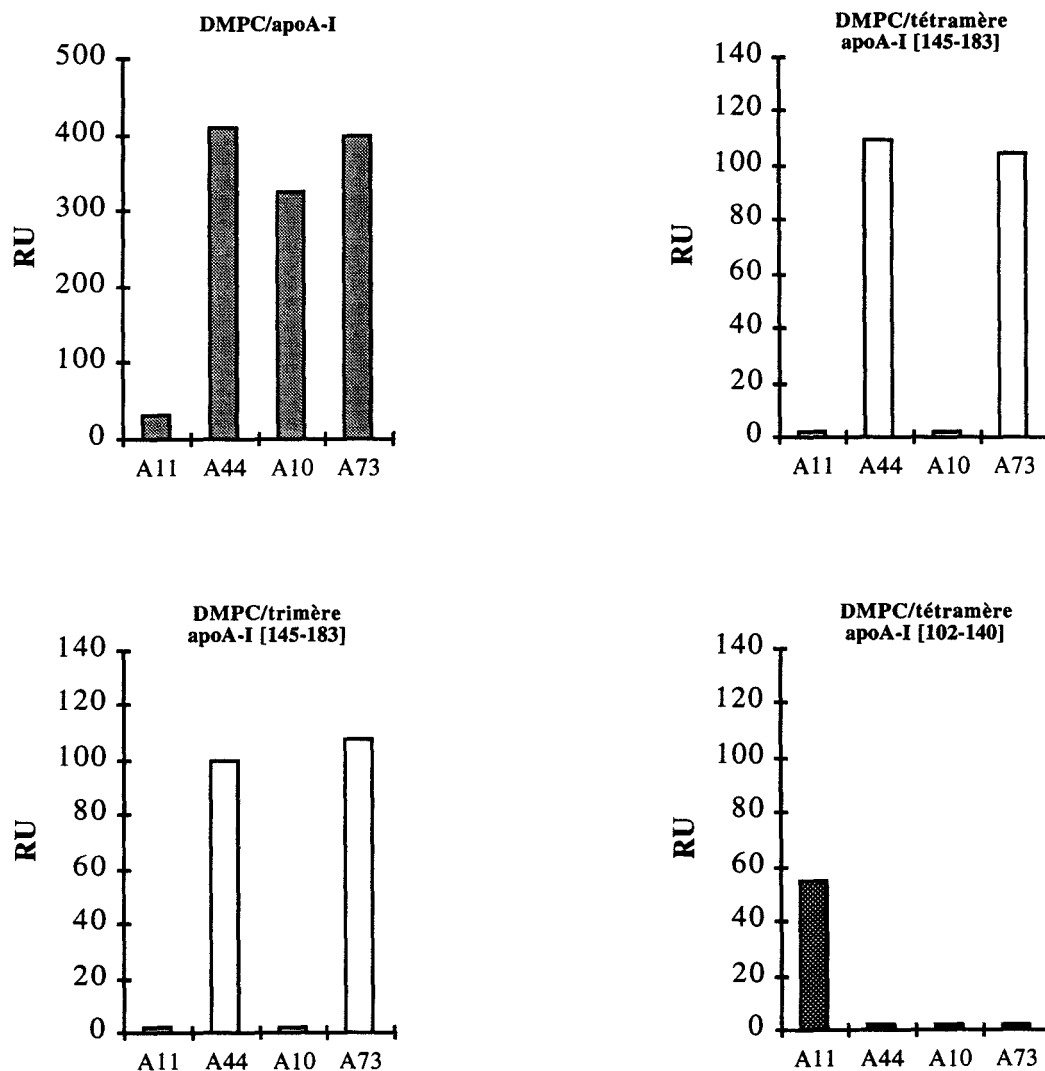 DMPC/apoA-I
500
400
300
200
100
0
RU
A11 A44 A10 A73
DMPC/tétramère
apoA-I [145-183]
140
120
100
80
60
40
20
0
RU
A11 A44 A10 A73
DMPC/trimère
apoA-I [145-183]
140
120
100
80
60
40
20
0
RU
A11 A44 A10 A73
DMPC/tétramère
apoA-I [102-140]
140
120
100
80
60
40
20
0
RU
A11 A44 A10 A73